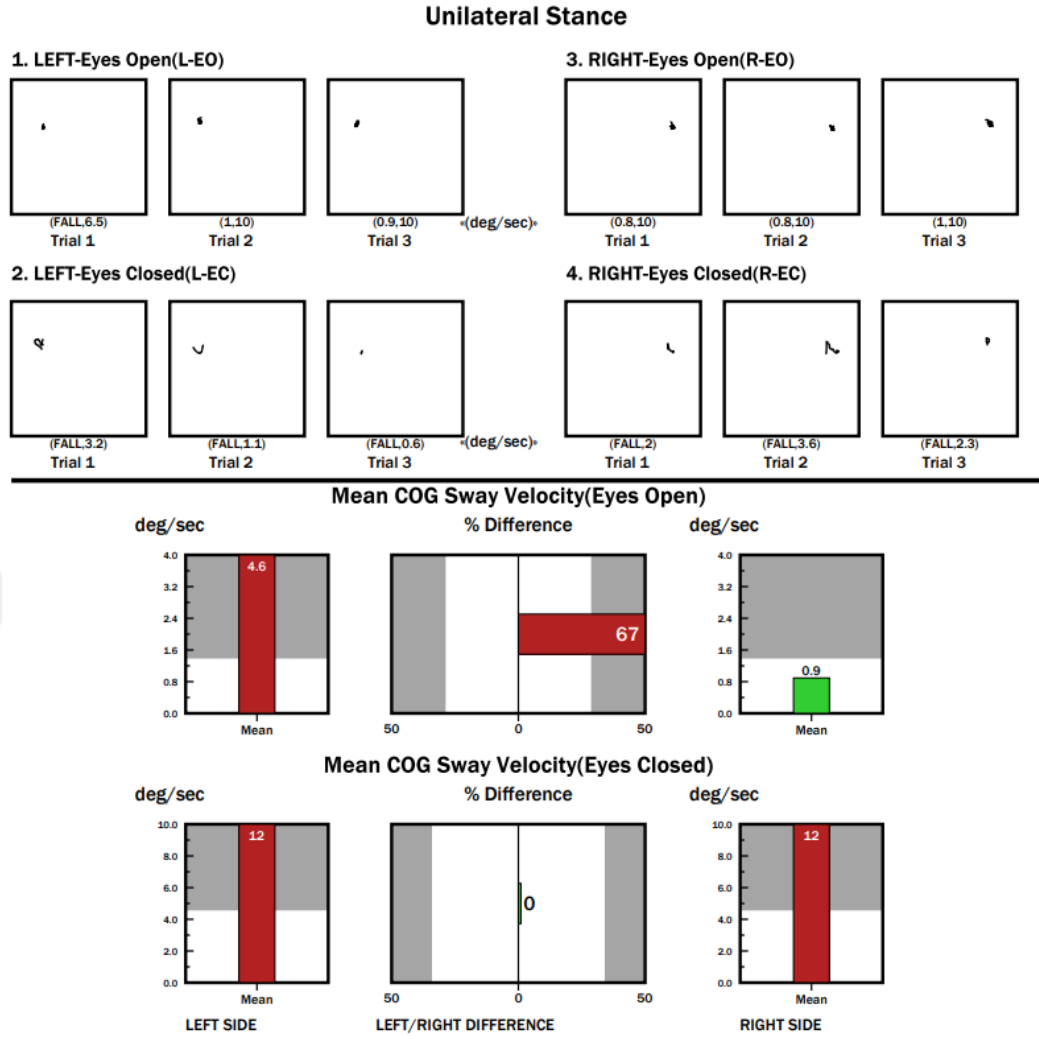 Unilateral Stance
1. LEFT-Eyes Open(L-EO)
3. RIGHT-Eyes Open(R-EO)
(FALL,6.5) (1,10) (0.9,10) «(deg/sec)» (0.8,10) (0.8,10) (1,10)
Trial 1 Trial 2 Trial 3 Trial 1 Trial 2 Trial 3
2. LEFT-Eyes Closed(L-EC)
4. RIGHT-Eyes Closed(R-EC)
(FALL,3.2) (FALL,1.1) (FALL,0.6) «(deg/sec)» (FALL,2) (FALL,3.6) (FALL,2.3)
Trial 1 Trial 2 Trial 3 Trial 1 Trial 2 Trial 3
Mean COG Sway Velocity(Eyes Open)
deg/sec % Difference deg/sec
4.0 4.6 4.0
3.2 3.2
2.4 67 2.4
1.6 1.6
0.8 0.9 0.8
0.0 0.0
Mean 50 0 50 Mean
Mean COG Sway Velocity(Eyes Closed)
deg/sec % Difference deg/sec
10.0 12 10.0 12
8.0 8.0
6.0 0 6.0
4.0 4.0
2.0 2.0
0.0 0.0
Mean 50 0 50 Mean
LEFT SIDE LEFT/RIGHT DIFFERENCE RIGHT SIDE